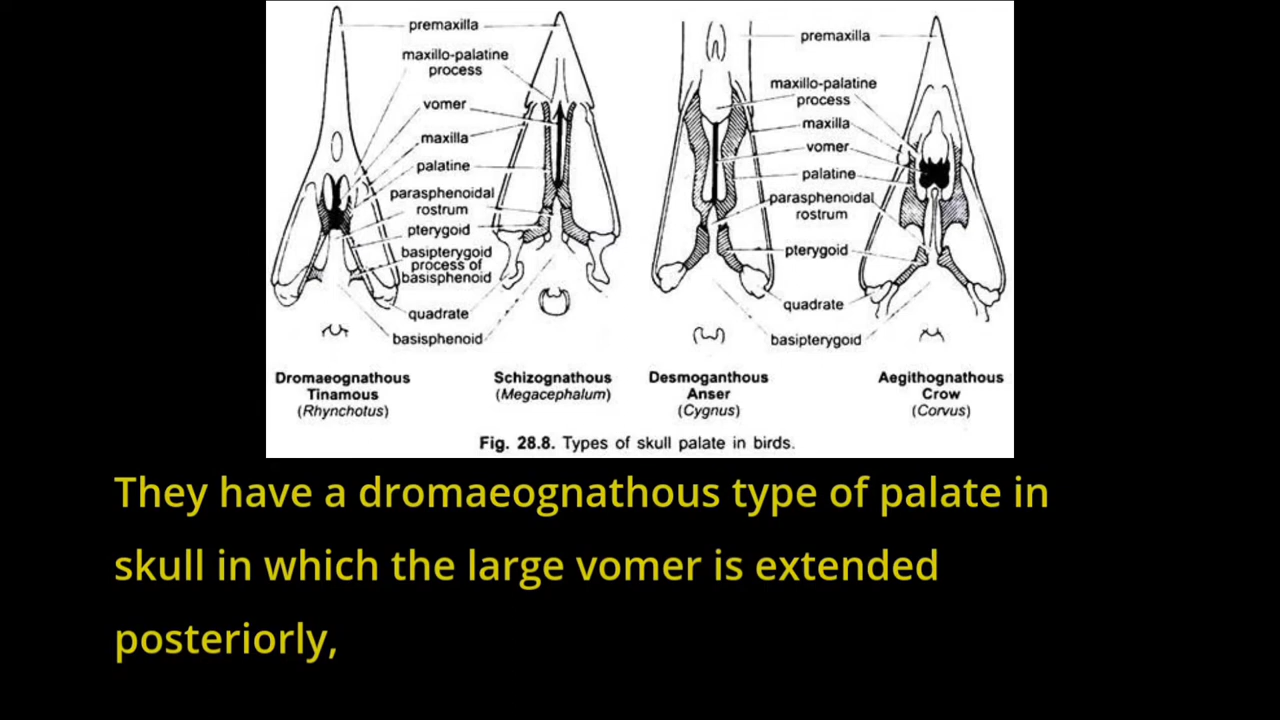 premaxilla
maxillo-palatine
process
vomer
maxilla
palatine
parasphenoidal
rostrum
pterygoid
basipterygoid
process of
basisphenoid
quadrate
basisphenoid
premaxilla
maxillo-palatine
process
maxilla
vomer
palatine
parasphenoidal
rostrum
pterygoid
quadrate
basipterygoid
Dromaeognathous
Tinamous
(Rhynchotus)
Schizognathous
(Megacephalum)
Desmoganthous
Anser
(Cygnus)
Aegithognathous
Crow
(Corvus)
Fig. 28.8. Types of skull palate in birds.
They have a dromaeognathous type of palate in
skull in which the large vomer is extended
posteriorly,